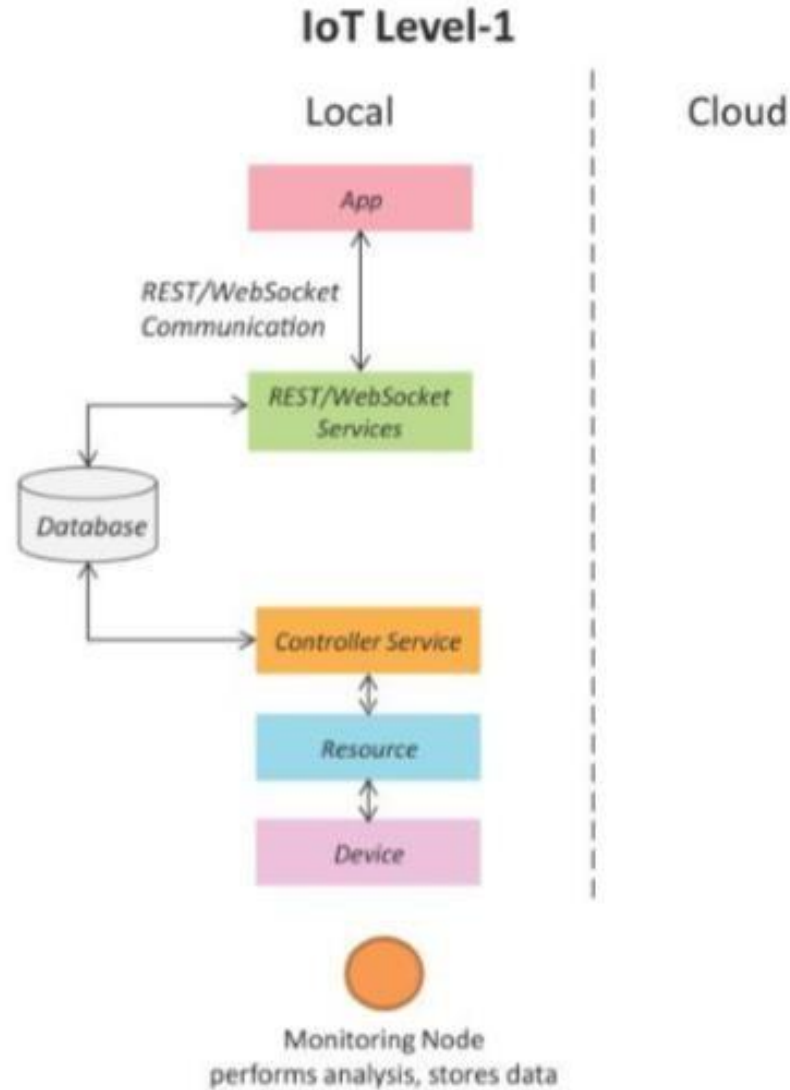 IoT Level-1
Local
Cloud
App
REST/WebSocket
Communication
REST/WebSocket
Services
Database
Controller Service
Resource
Device
Monitoring Node
performs analysis, stores data